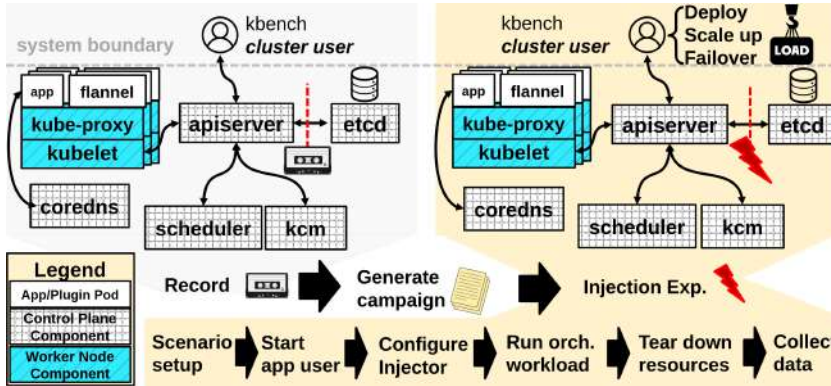 kbench
cluster user
system boundary
app
flannel
kube-proxy
kubelet
apiserver
etcd
coredns
scheduler
kcm
kbench
cluster user
Deploy
Scale up
Failover
LOAD
app
flannel
kube-proxy
kubelet
apiserver
etcd
coredns
scheduler
kcm
Legend
App/Plugin Pod
Control Plane
Component
Worker Node
Component
Record
Generate
campaign
Injection Exp.
Scenario
setup
Start
app user
Configure
Injector
Run orch.
workload
Tear down
resources
Collect
data